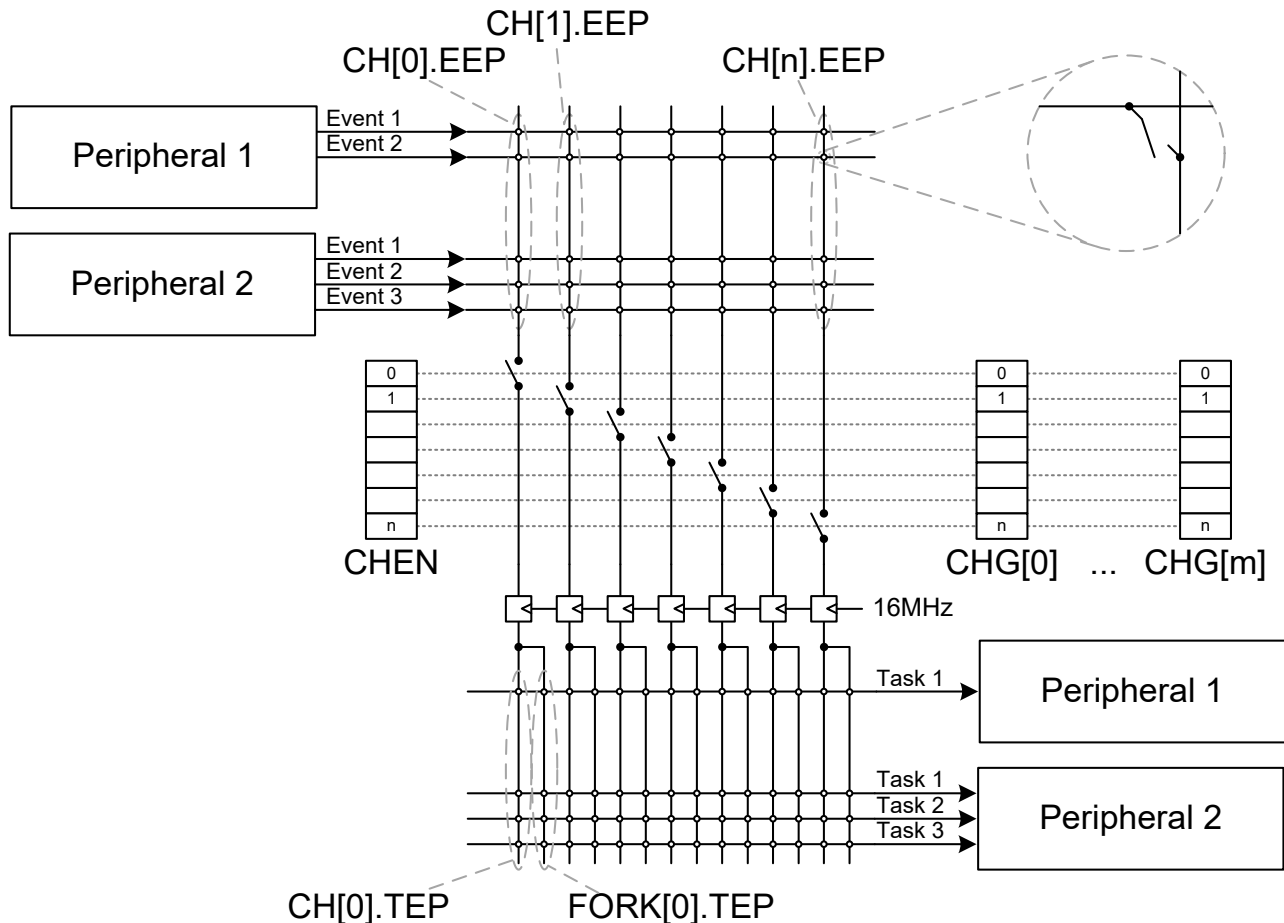 CH[1].EEP
CH[0].EEP
CH[n].EEP
Peripheral 1
Event 1
Event 2
Peripheral 2
Event 1
Event 2
Event 3
0
1
n
CHEN
0
1
n
CHG[0]
...
0
1
n
CHG[m]
16MHz
Task 1
Peripheral 1
Task 1
Task 2
Task 3
Peripheral 2
CH[0].TEP
FORK[0].TEP